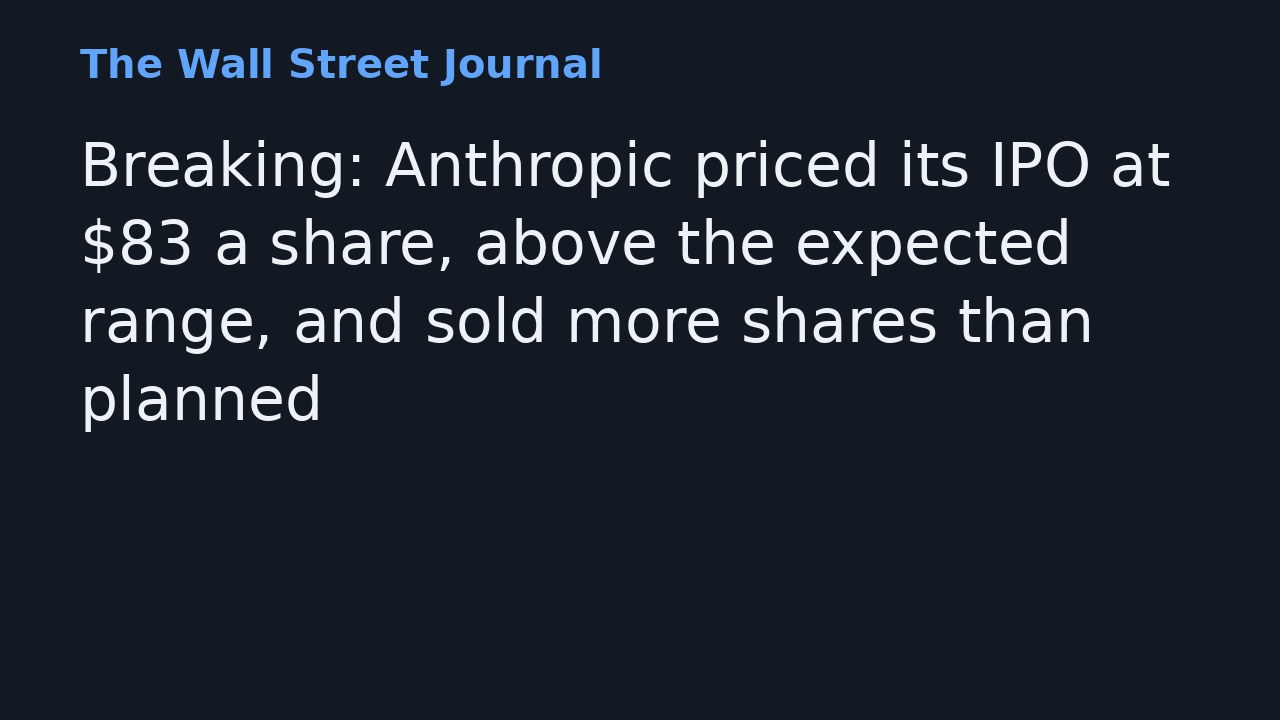 The Wall Street Journal
Breaking: Anthropic priced its IPO at
$83 a share, above the expected
range, and sold more shares than
planned